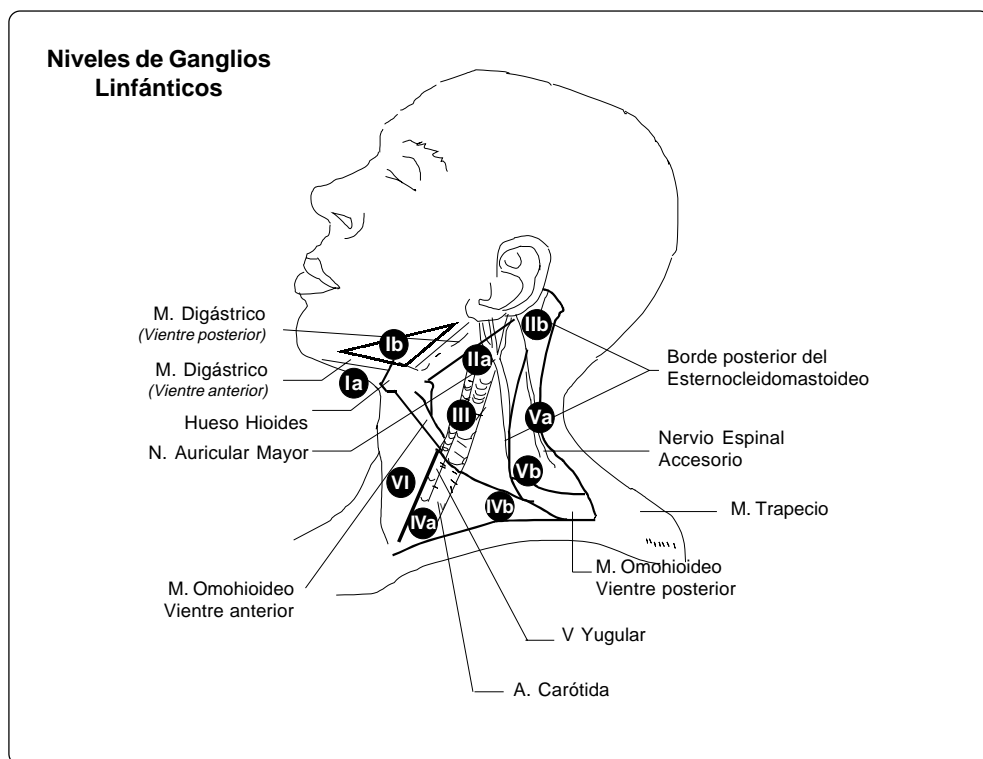 Niveles de Ganglios
Linfánticos
M. Digástrico
(Vientre posterior)
M. Digástrico
(Vientre anterior)
Hueso Hioides
N. Auricular Mayor
M. Omohioideo
Vientre anterior
Ib
Ia
IIa
IIb
III
Va
Vb
VI
IVa
IVb
Borde posterior del
Esternocleidomastoideo
Nervio Espinal
Accesorio
M. Trapecio
M. Omohioideo
Vientre posterior
V Yugular
A. Carótida